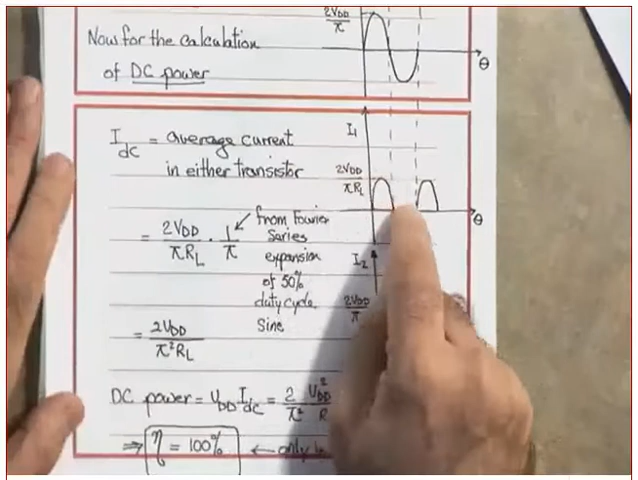 2VDD/π
Now for the calculation
of DC power
θ
I1
Idc = average current
in either transistor
2VDD/πRL
θ
= 2VDD/πRL · 1/π
from Fourier
Series
expansion
of 50%
duty cycle
Sine
I2
2VDD/π
= 2VDD/π²RL
DC power = VDD Idc = 2/π² VDD²/R
⇒ η = 100% ← only